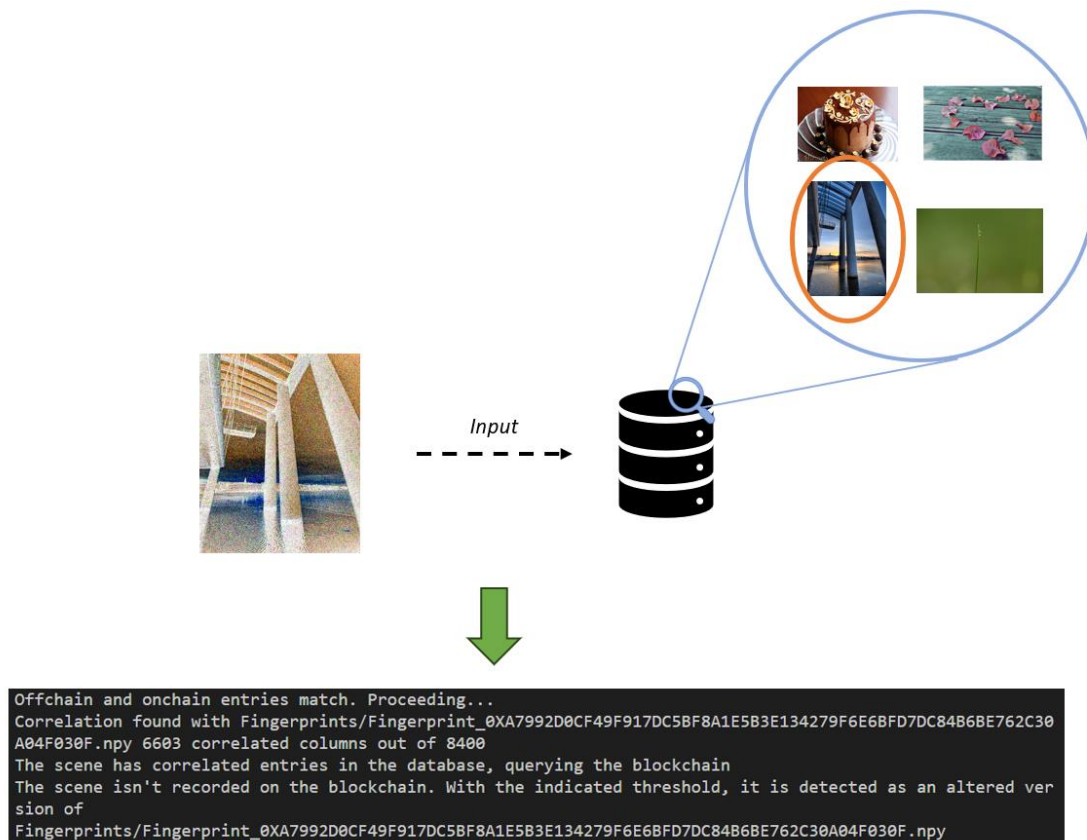 Input
Offchain and onchain entries match. Proceeding...
Correlation found with Fingerprints/Fingerprint_0XA7992D0CF49F917DC5BF8A1E5B3E134279F6E6BFD7DC84B6BE762C30
A04F030F.npy 6603 correlated columns out of 8400
The scene has correlated entries in the database, querying the blockchain
The scene isn't recorded on the blockchain. With the indicated threshold, it is detected as an altered ver
sion of
Fingerprints/Fingerprint_0XA7992D0CF49F917DC5BF8A1E5B3E134279F6E6BFD7DC84B6BE762C30A04F030F.npy